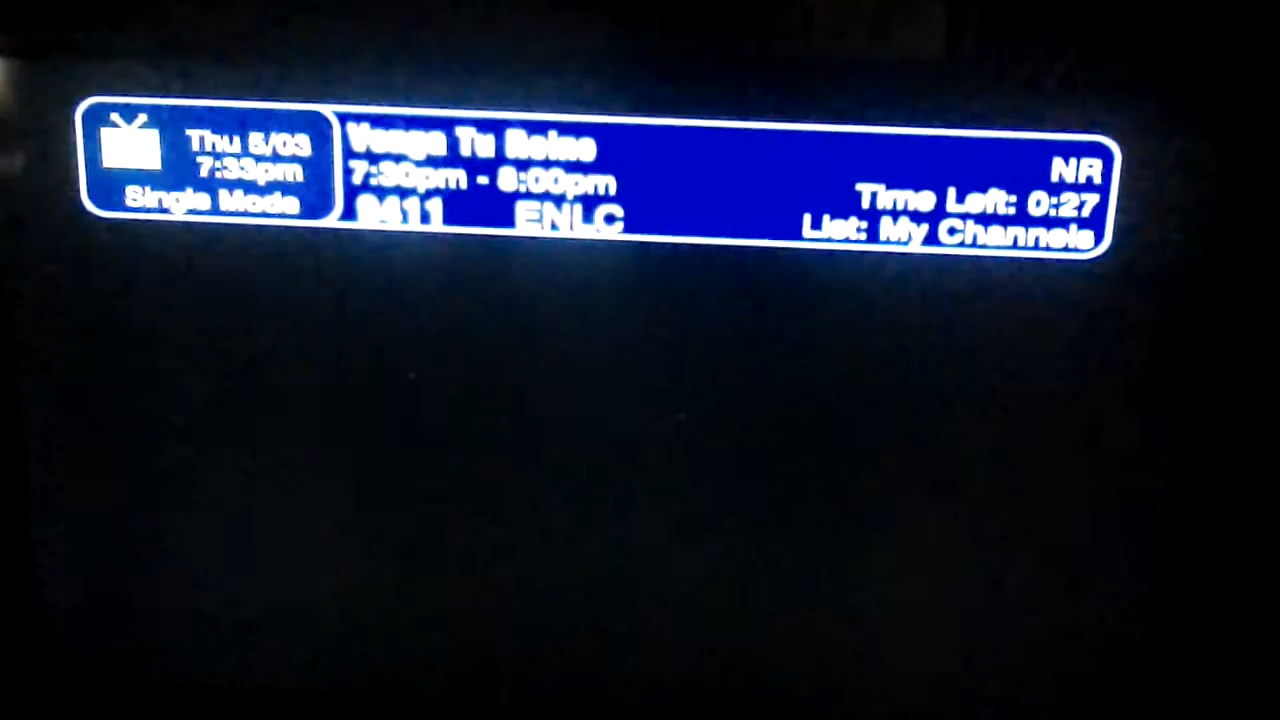 Thu 5/03
7:33pm
Single Mode
Venga Tu Reino
7:30pm - 8:00pm
9411 ENLC
NR
Time Left: 0:27
List: My Channels